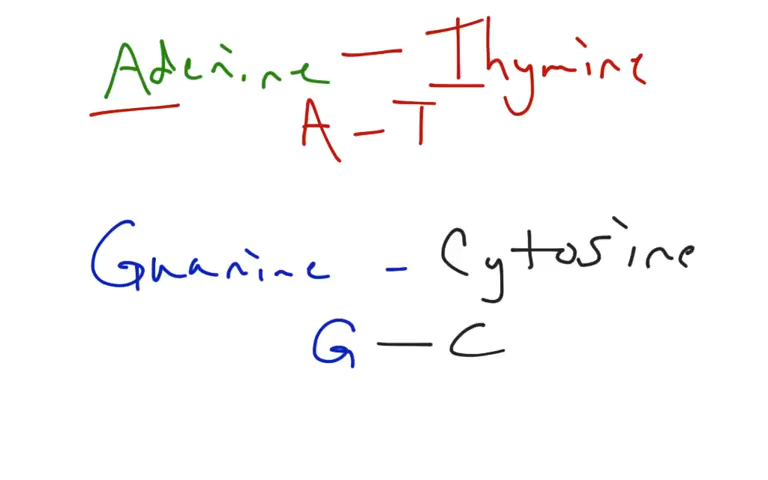 Adenine — Thymine
A – T
Guanine - Cytosine
G — C